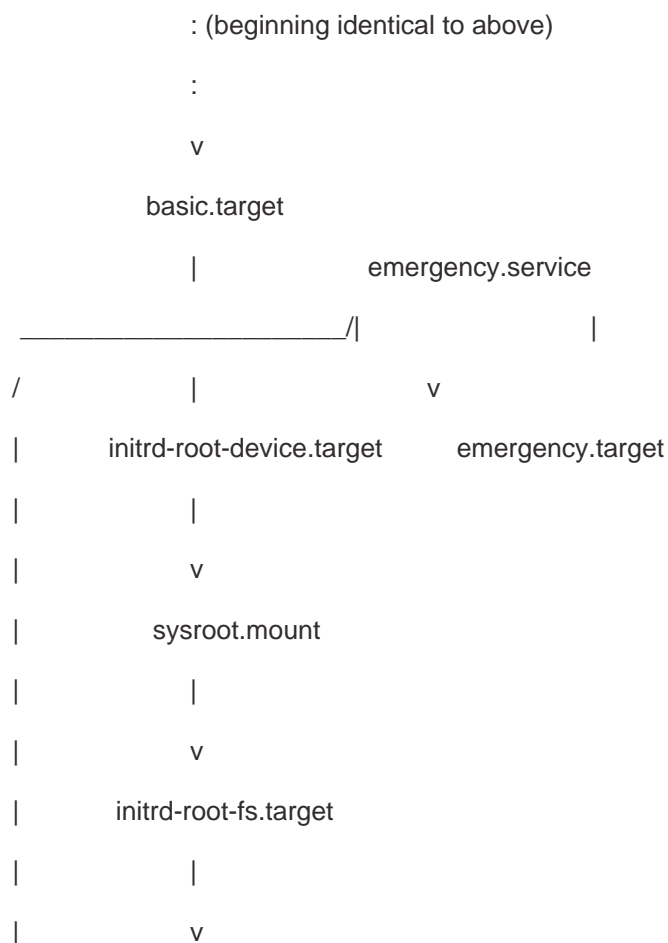 : (beginning identical to above)
:
v
basic.target
| emergency.service
______________________/| |
/ | v
| initrd-root-device.target emergency.target
| |
| v
| sysroot.mount
| |
| v
| initrd-root-fs.target
| |
| v